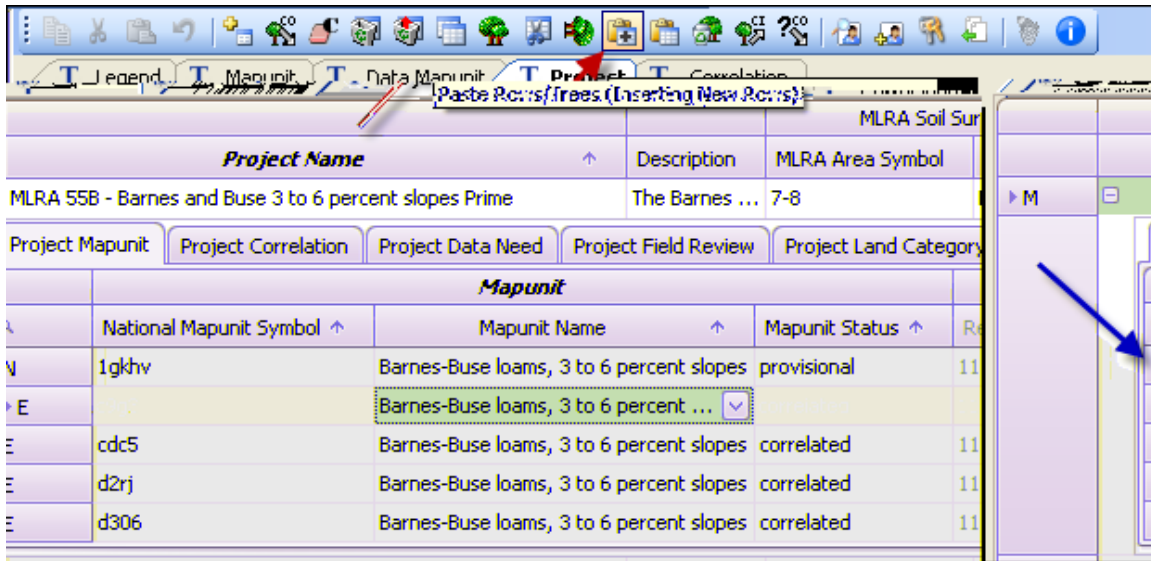 CO CI CO
Legend Mapunit Data Mapunit Project Correlation
Paste Rows/Trees (Inserting New Rows)
MLRA Soil Sur
Project Name Description MLRA Area Symbol
MLRA 55B - Barnes and Buse 3 to 6 percent slopes Prime The Barnes ... 7-8 M
Project Mapunit Project Correlation Project Data Need Project Field Review Project Land Category
Mapunit
National Mapunit Symbol Mapunit Name Mapunit Status Re
N 1gkhv Barnes-Buse loams, 3 to 6 percent slopes provisional 11
E Barnes-Buse loams, 3 to 6 percent ...
E cdc5 Barnes-Buse loams, 3 to 6 percent slopes correlated 11
E d2rj Barnes-Buse loams, 3 to 6 percent slopes correlated 11
E d306 Barnes-Buse loams, 3 to 6 percent slopes correlated 11